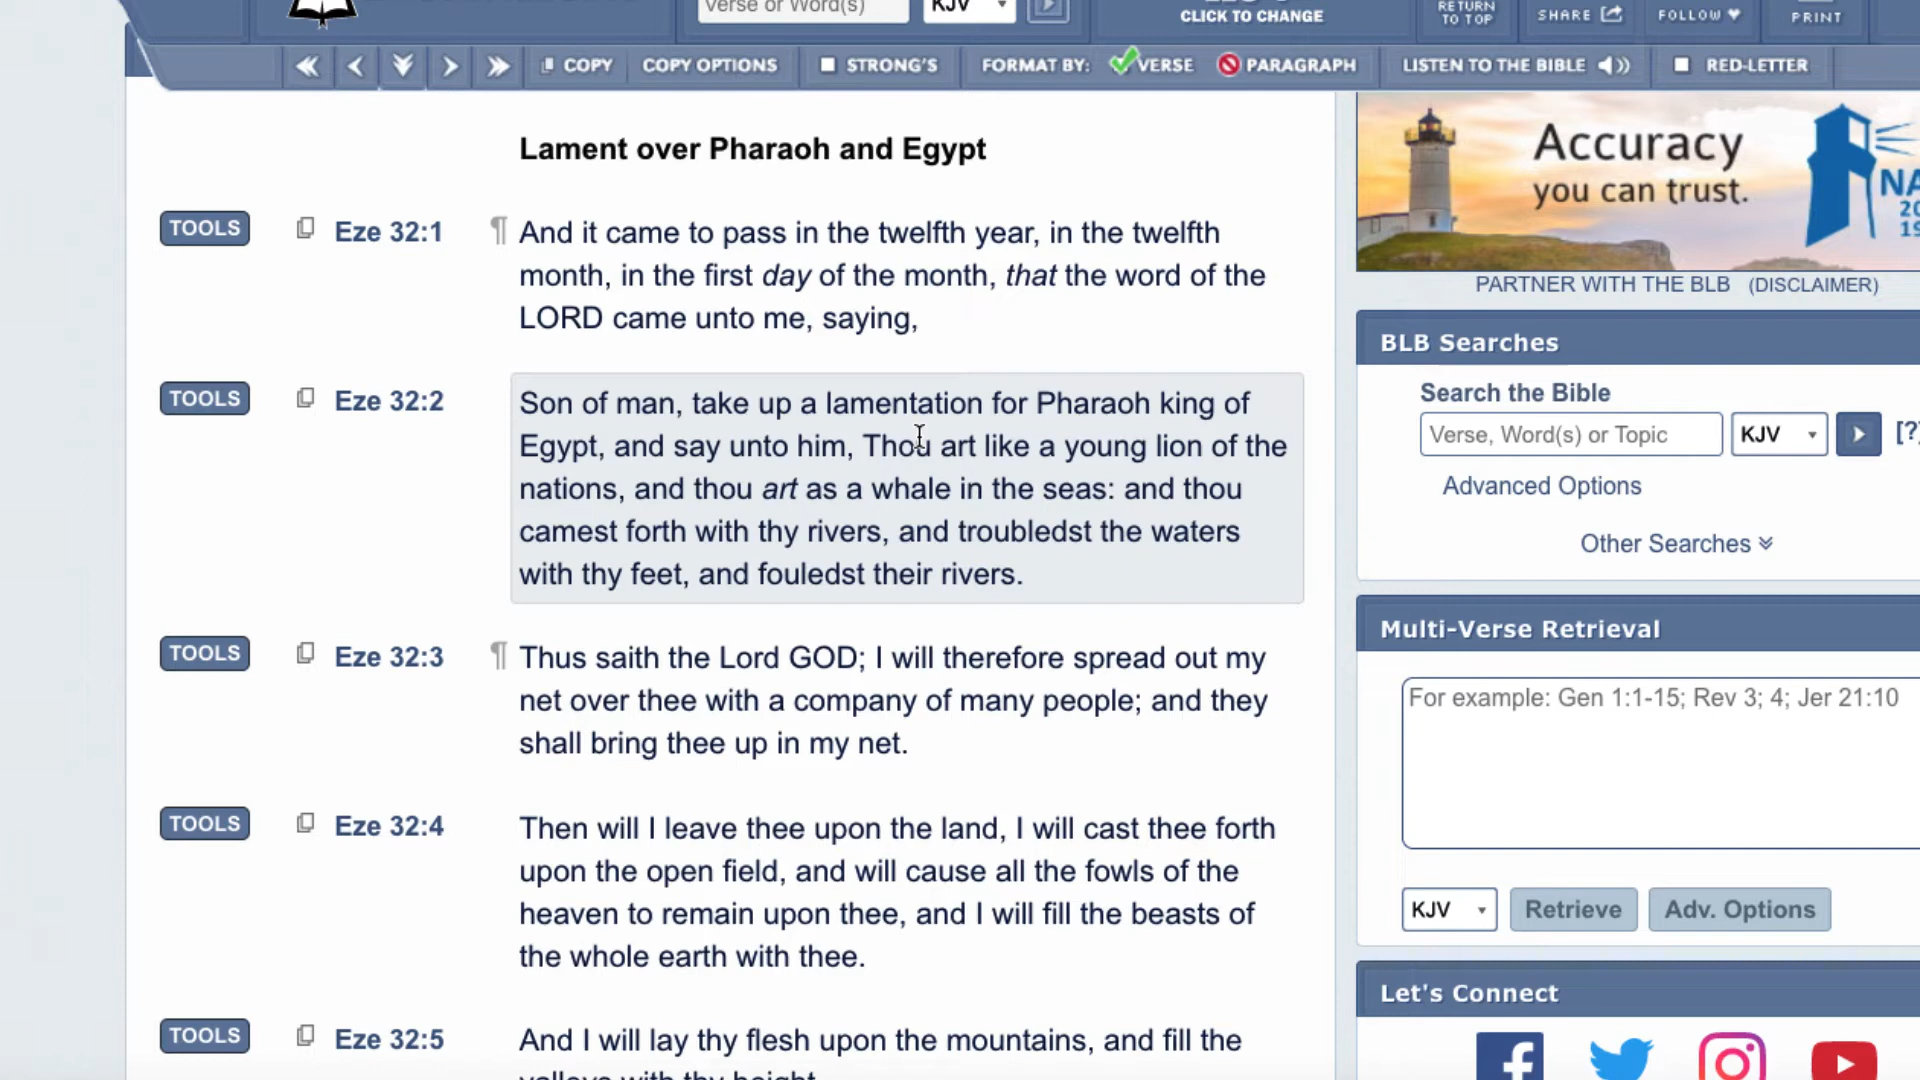 Verse or Word(s)
KJV
CLICK TO CHANGE
RETURN
TO TOP
SHARE
FOLLOW
PRINT
COPY
COPY OPTIONS
STRONG'S
FORMAT BY:
VERSE
PARAGRAPH
LISTEN TO THE BIBLE
RED-LETTER
Lament over Pharaoh and Egypt
TOOLS
Eze 32:1
¶ And it came to pass in the twelfth year, in the twelfth
month, in the first day of the month, that the word of the
LORD came unto me, saying,
TOOLS
Eze 32:2
Son of man, take up a lamentation for Pharaoh king of
Egypt, and say unto him, Thou art like a young lion of the
nations, and thou art as a whale in the seas: and thou
camest forth with thy rivers, and troubledst the waters
with thy feet, and fouledst their rivers.
TOOLS
Eze 32:3
¶ Thus saith the Lord GOD; I will therefore spread out my
net over thee with a company of many people; and they
shall bring thee up in my net.
TOOLS
Eze 32:4
Then will I leave thee upon the land, I will cast thee forth
upon the open field, and will cause all the fowls of the
heaven to remain upon thee, and I will fill the beasts of
the whole earth with thee.
TOOLS
Eze 32:5
And I will lay thy flesh upon the mountains, and fill the
valleys with thy height.
Accuracy
you can trust.
NA
20
19
PARTNER WITH THE BLB (DISCLAIMER)
BLB Searches
Search the Bible
Verse, Word(s) or Topic
KJV
[?]
Advanced Options
Other Searches
Multi-Verse Retrieval
For example: Gen 1:1-15; Rev 3; 4; Jer 21:10
KJV
Retrieve
Adv. Options
Let's Connect